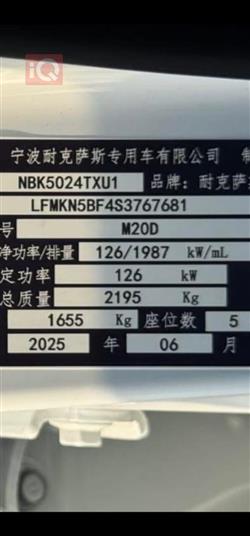 iQ
宁波耐克萨斯专用车有限公司 制
NBK5024TXU1 品牌: 耐克萨
LFMKN5BF4S3767681
号 M20D
净功率/排量 126/1987 kW/mL
定功率 126 kW
总质量 2195 Kg
1655 Kg 座位数 5
2025 年 06 月